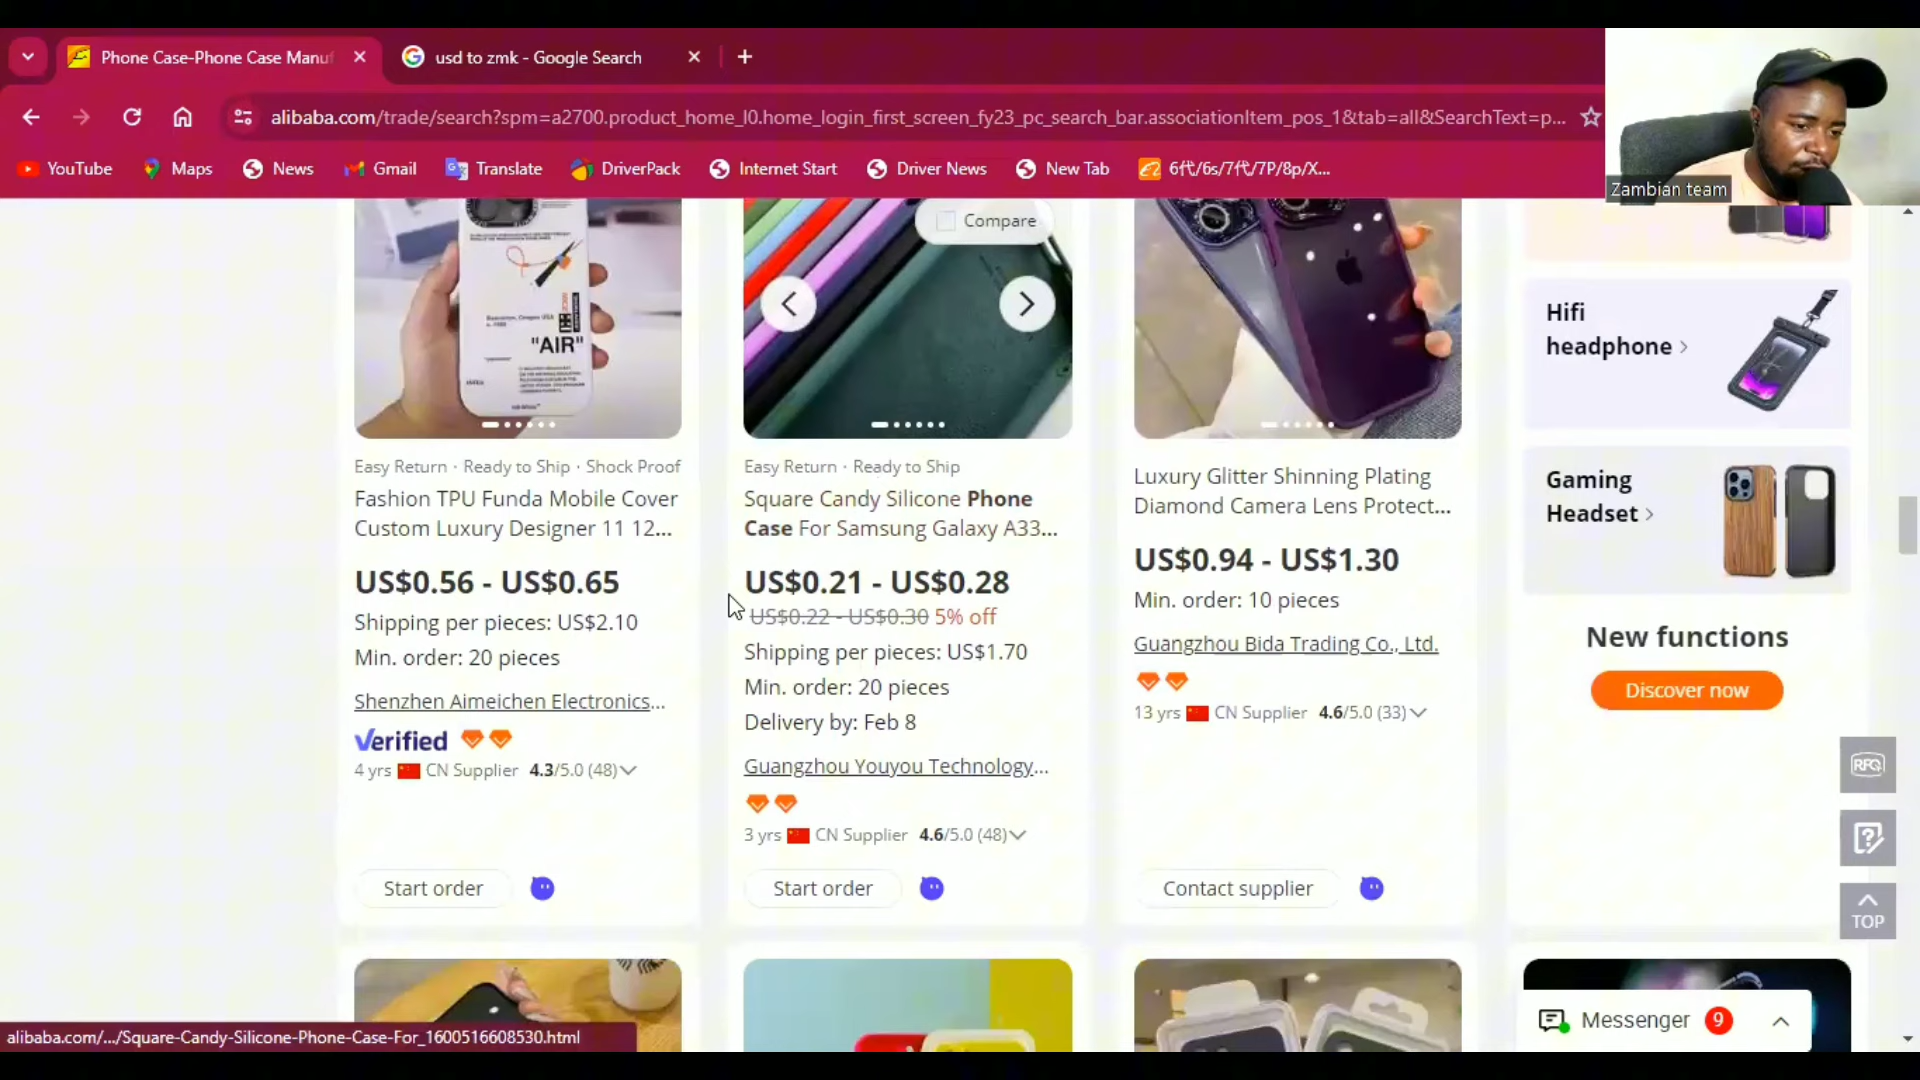 Phone Case-Phone Case Manuf
usd to zmk - Google Search
alibaba.com/trade/search?spm=a2700.product_home_l0.home_login_first_screen_fy23_pc_search_bar.associationItem_pos_1&tab=all&SearchText=p...
YouTube
Maps
News
Gmail
Translate
DriverPack
Internet Start
Driver News
New Tab
6代/6s/7代/7P/8p/X...
Zambian team
"AIR"
Compare
Easy Return · Ready to Ship · Shock Proof
Fashion TPU Funda Mobile Cover
Custom Luxury Designer 11 12...
US$0.56 - US$0.65
Shipping per pieces: US$2.10
Min. order: 20 pieces
Shenzhen Aimeichen Electronics...
Verified
4 yrs CN Supplier 4.3/5.0 (48)
Start order
Easy Return · Ready to Ship
Square Candy Silicone Phone
Case For Samsung Galaxy A33...
US$0.21 - US$0.28
US$0.22 - US$0.30 5% off
Shipping per pieces: US$1.70
Min. order: 20 pieces
Delivery by: Feb 8
Guangzhou Youyou Technology...
3 yrs CN Supplier 4.6/5.0 (48)
Start order
Luxury Glitter Shinning Plating
Diamond Camera Lens Protect...
US$0.94 - US$1.30
Min. order: 10 pieces
Guangzhou Bida Trading Co., Ltd.
13 yrs CN Supplier 4.6/5.0 (33)
Contact supplier
Hifi
headphone
Gaming
Headset
New functions
Discover now
RFQ
TOP
Messenger 9
alibaba.com/.../Square-Candy-Silicone-Phone-Case-For_1600516608530.html